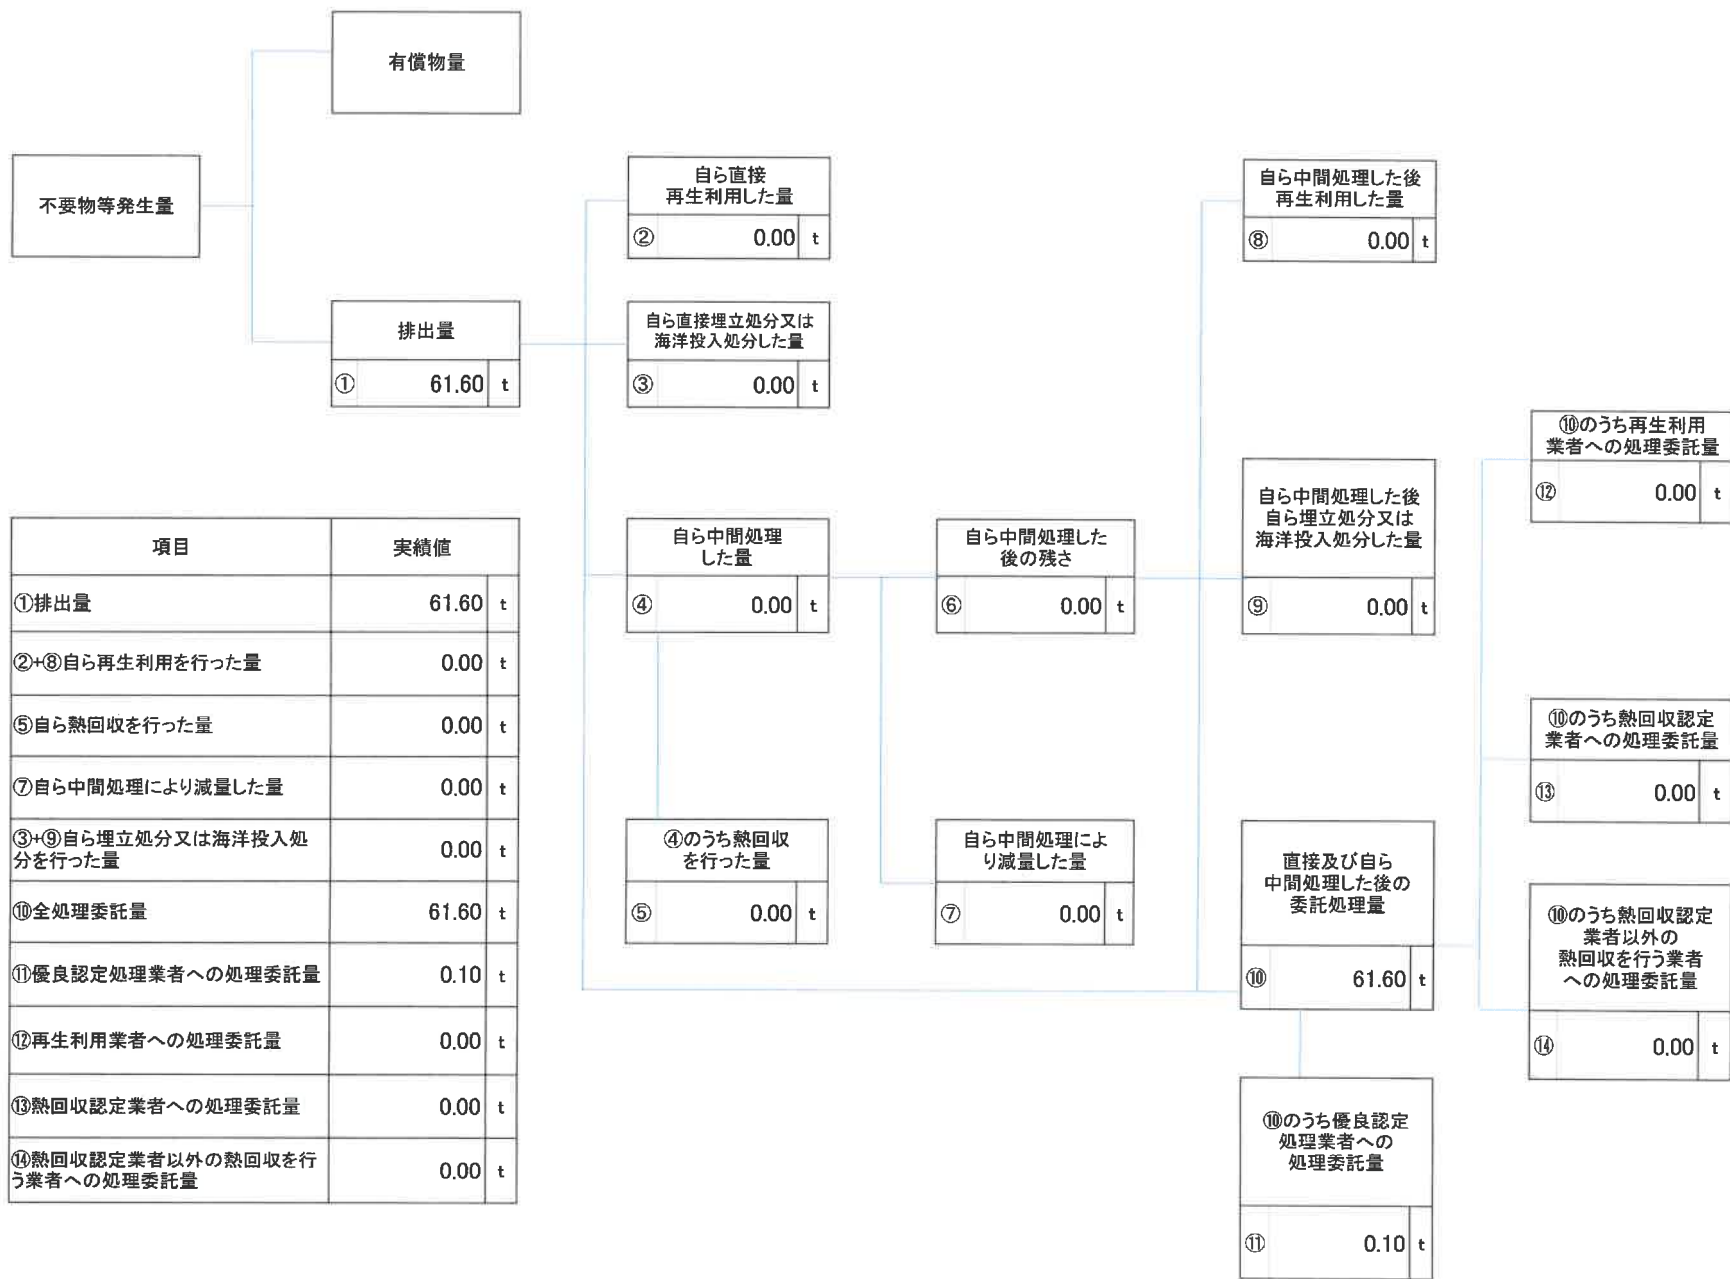 有償物量
不要物等発生量
排出量
① 61.60 t
自ら直接
再生利用した量
② 0.00 t
自ら直接埋立処分又は
海洋投入処分した量
③ 0.00 t
自ら中間処理
した量
④ 0.00 t
④のうち熱回収
を行った量
⑤ 0.00 t
自ら中間処理した
後の残さ
⑥ 0.00 t
自ら中間処理によ
り減量した量
⑦ 0.00 t
自ら中間処理した後
再生利用した量
⑧ 0.00 t
自ら中間処理した後
自ら埋立処分又は
海洋投入処分した量
⑨ 0.00 t
直接及び自ら
中間処理した後の
委託処理量
⑩ 61.60 t
⑩のうち優良認定
処理業者への
処理委託量
⑪ 0.10 t
⑩のうち再生利用
業者への処理委託量
⑫ 0.00 t
⑩のうち熱回収認定
業者への処理委託量
⑬ 0.00 t
⑩のうち熱回収認定
業者以外の
熱回収を行う業者
への処理委託量
⑭ 0.00 t
項目 実績値
①排出量 61.60 t
②+⑧自ら再生利用を行った量 0.00 t
⑤自ら熱回収を行った量 0.00 t
⑦自ら中間処理により減量した量 0.00 t
③+⑨自ら埋立処分又は海洋投入処
分を行った量 0.00 t
⑩全処理委託量 61.60 t
⑪優良認定処理業者への処理委託量 0.10 t
⑫再生利用業者への処理委託量 0.00 t
⑬熱回収認定業者への処理委託量 0.00 t
⑭熱回収認定業者以外の熱回収を行
う業者への処理委託量 0.00 t